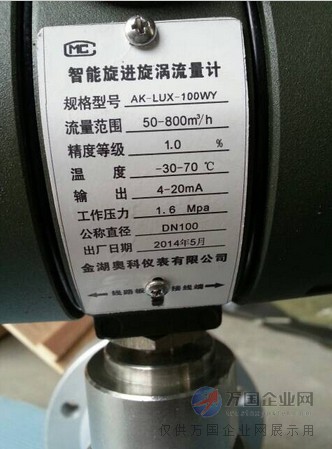 MC
智能旋进旋涡流量计
规格型号 AK-LUX-100WY
流量范围 50-800m³/h
精度等级 1.0 %
温 度 -30-70 ℃
输 出 4-20mA
工作压力 1.6 Mpa
公称直径 DN100
出厂日期 2014年5月
金湖奥科仪表有限公司
线路板 接线端
万国企业网
仅供万国企业网展示用